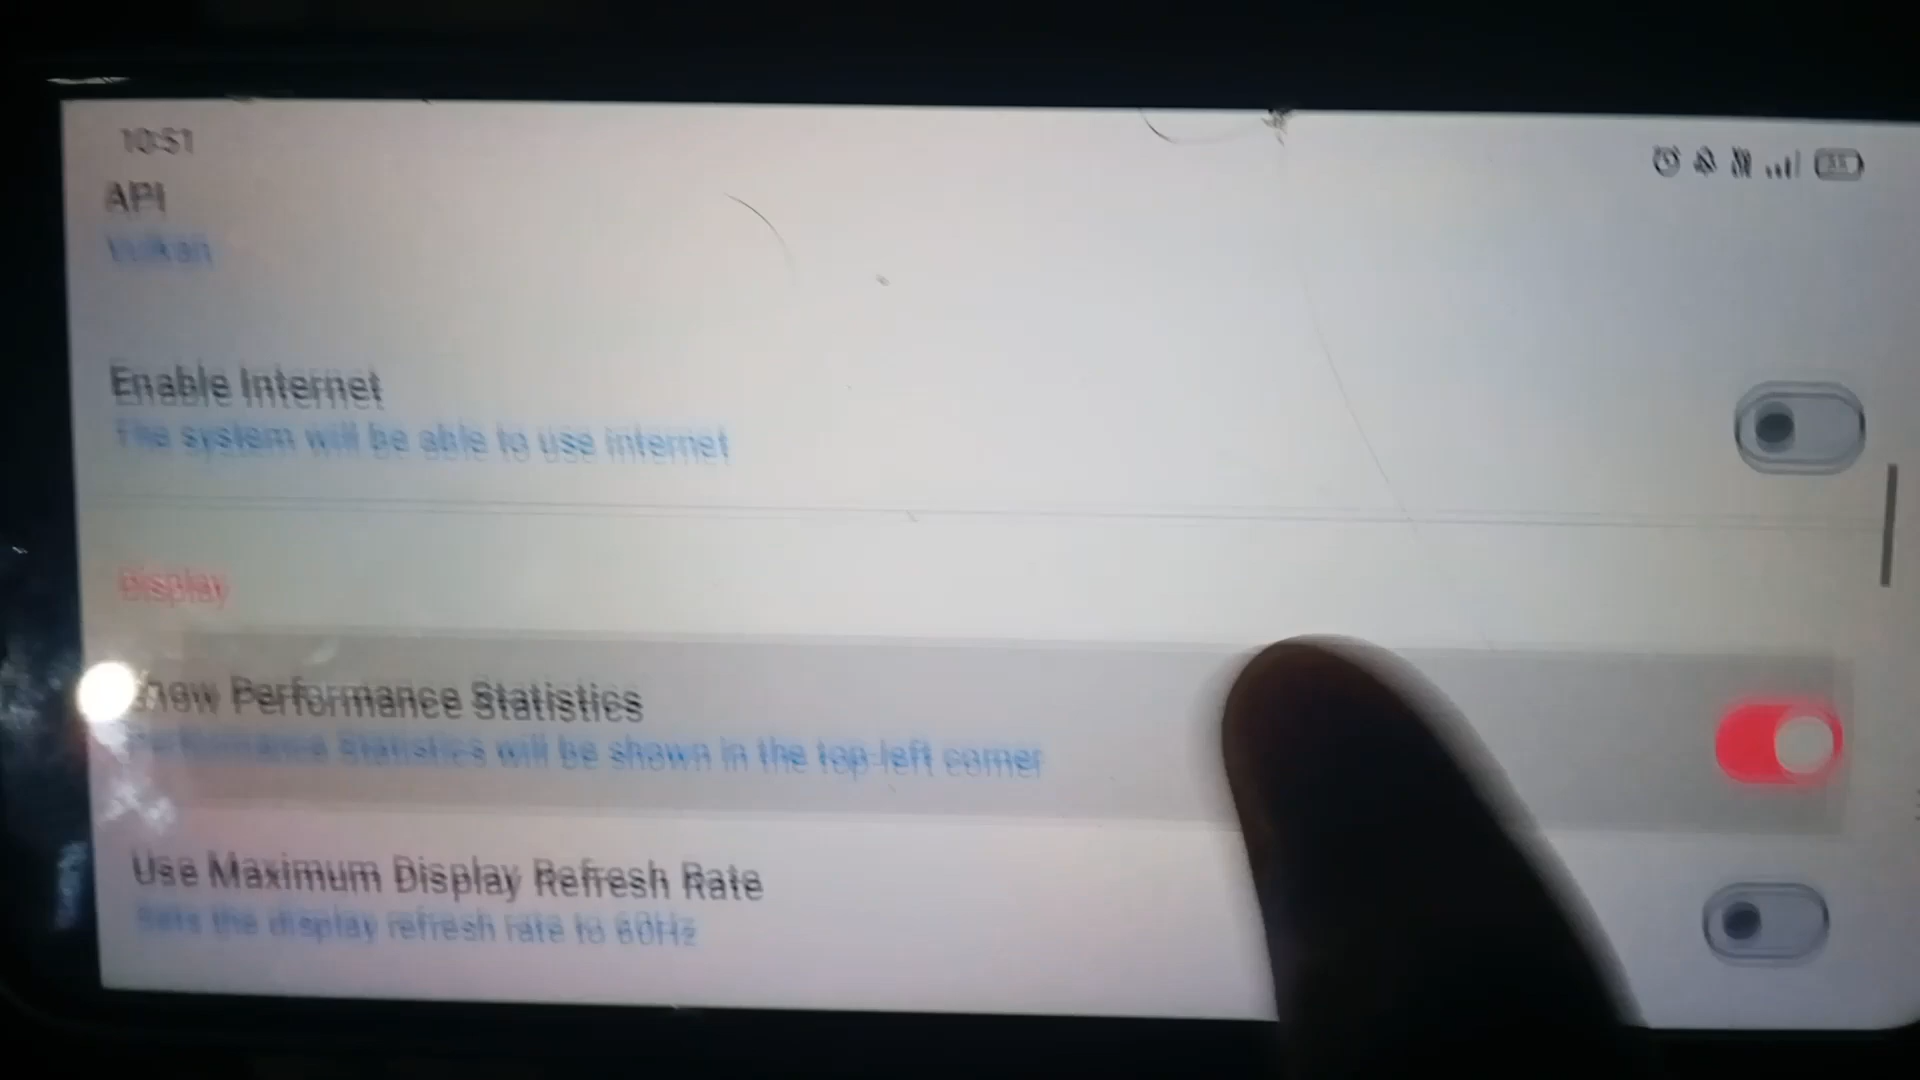 10:51
API
Vulkan
Enable Internet
The system will be able to use internet
Display
Show Performance Statistics
Performance Statistics will be shown in the top-left corner
Use Maximum Display Refresh Rate
Sets the display refresh rate to 60Hz